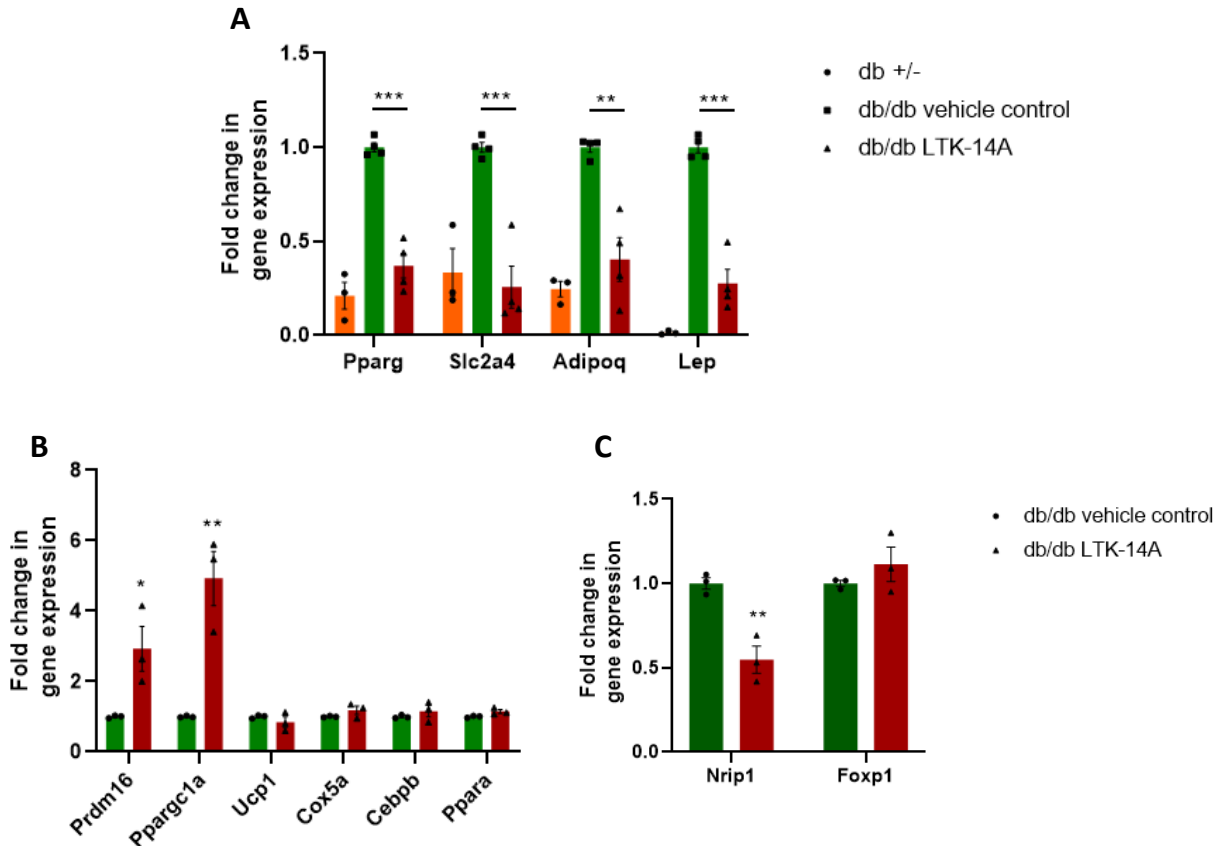 A
Fold change in
gene expression
1.5
1.0
0.5
0.0
*** *** ** ***
Pparg Slc2a4 Adipoq Lep
db +/-
db/db vehicle control
db/db LTK-14A
B
Fold change in
gene expression
8
6
4
2
0
*
**
Prdm16 Ppargc1a Ucp1 Cox5a Cebpb Ppara
C
Fold change in
gene expression
1.5
1.0
0.5
0.0
**
Nrip1 Foxp1
db/db vehicle control
db/db LTK-14A